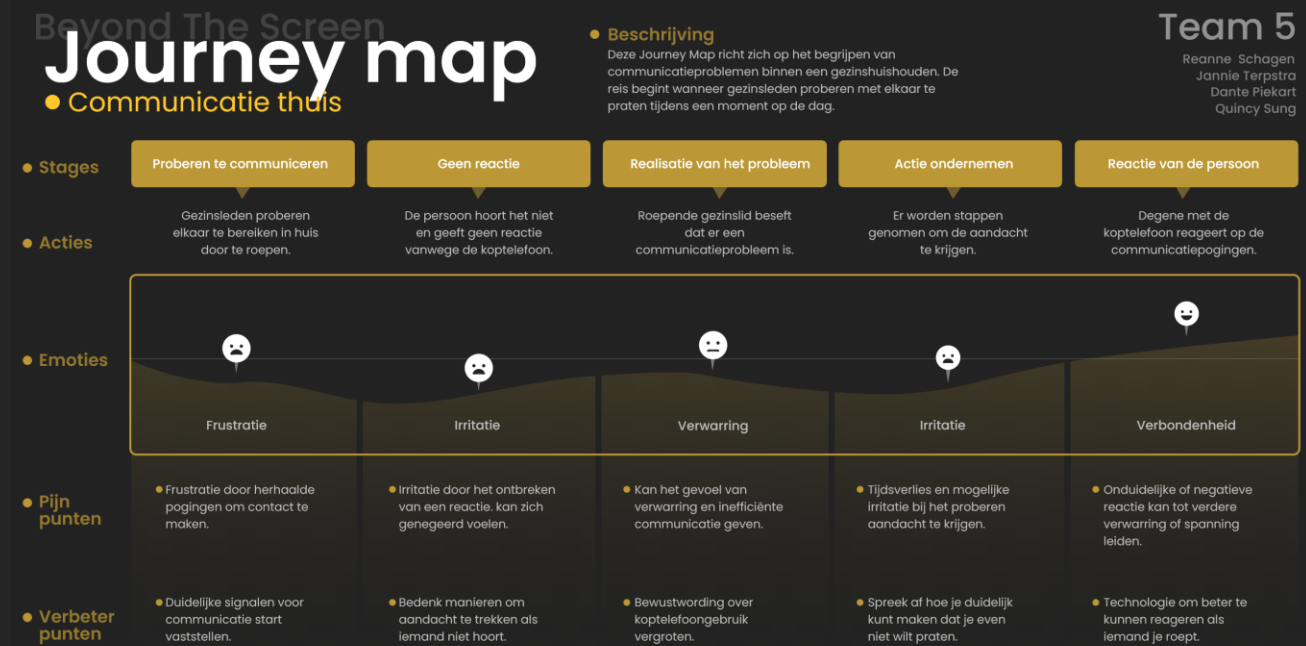 Beyond The Screen
Journey map
Communicatie thuis
Beschrijving
Deze Journey Map richt zich op het begrijpen van
communicatieproblemen binnen een gezinshuishouden. De
reis begint wanneer gezinsleden proberen met elkaar te
praten tijdens een moment op de dag.
Team 5
Reanne Schagen
Jannie Terpstra
Dante Piekart
Quincy Sung
Stages
Proberen te communiceren
Geen reactie
Realisatie van het probleem
Actie ondernemen
Reactie van de persoon
Acties
Gezinsleden proberen
elkaar te bereiken in huis
door te roepen.
De persoon hoort het niet
en geeft geen reactie
vanwege de koptelefoon.
Roepende gezinslid beseft
dat er een
communicatieprobleem is.
Er worden stappen
genomen om de aandacht
te krijgen.
Degene met de
koptelefoon reageert op de
communicatiepogingen.
Emoties
Frustratie
Irritatie
Verwarring
Irritatie
Verbondenheid
Pijn
punten
Frustratie door herhaalde
pogingen om contact te
maken.
Irritatie door het ontbreken
van een reactie. kan zich
genegeerd voelen.
Kan het gevoel van
verwarring en inefficiënte
communicatie geven.
Tijdsverlies en mogelijke
irritatie bij het proberen
aandacht te krijgen.
Onduidelijke of negatieve
reactie kan tot verdere
verwarring of spanning
leiden.
Verbeter
punten
Duidelijke signalen voor
communicatie start
vaststellen.
Bedenk manieren om
aandacht te trekken als
iemand niet hoort.
Bewustwording over
koptelefoongebruik
vergroten.
Spreek af hoe je duidelijk
kunt maken dat je even
niet wilt praten.
Technologie om beter te
kunnen reageren als
iemand je roept.